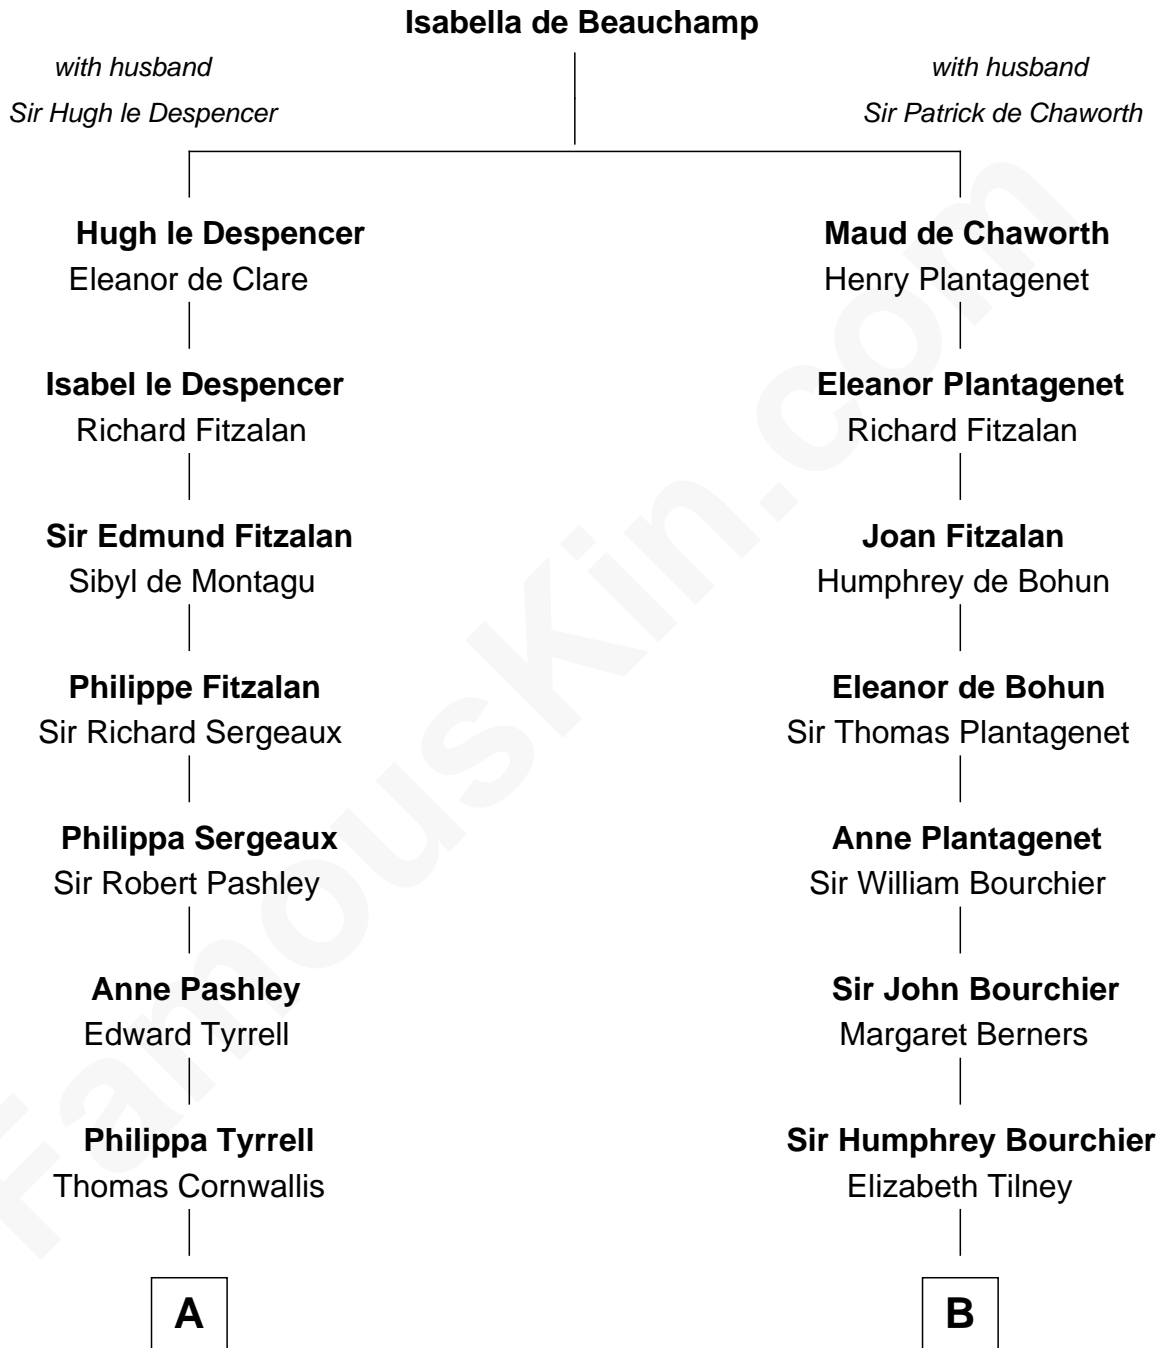 Isabella de Beauchamp
with husband
Sir Hugh le Despencer
with husband
Sir Patrick de Chaworth
Hugh le Despencer
Eleanor de Clare
Maud de Chaworth
Henry Plantagenet
Isabel le Despencer
Richard Fitzalan
Eleanor Plantagenet
Richard Fitzalan
Sir Edmund Fitzalan
Sibyl de Montagu
Joan Fitzalan
Humphrey de Bohun
Philippe Fitzalan
Sir Richard Sergeaux
Eleanor de Bohun
Sir Thomas Plantagenet
Philippa Sergeaux
Sir Robert Pashley
Anne Plantagenet
Sir William Bourchier
Anne Pashley
Edward Tyrrell
Sir John Bourchier
Margaret Berners
Philippa Tyrrell
Thomas Cornwallis
Sir Humphrey Bourchier
Elizabeth Tilney
A
B
FamousKin.com